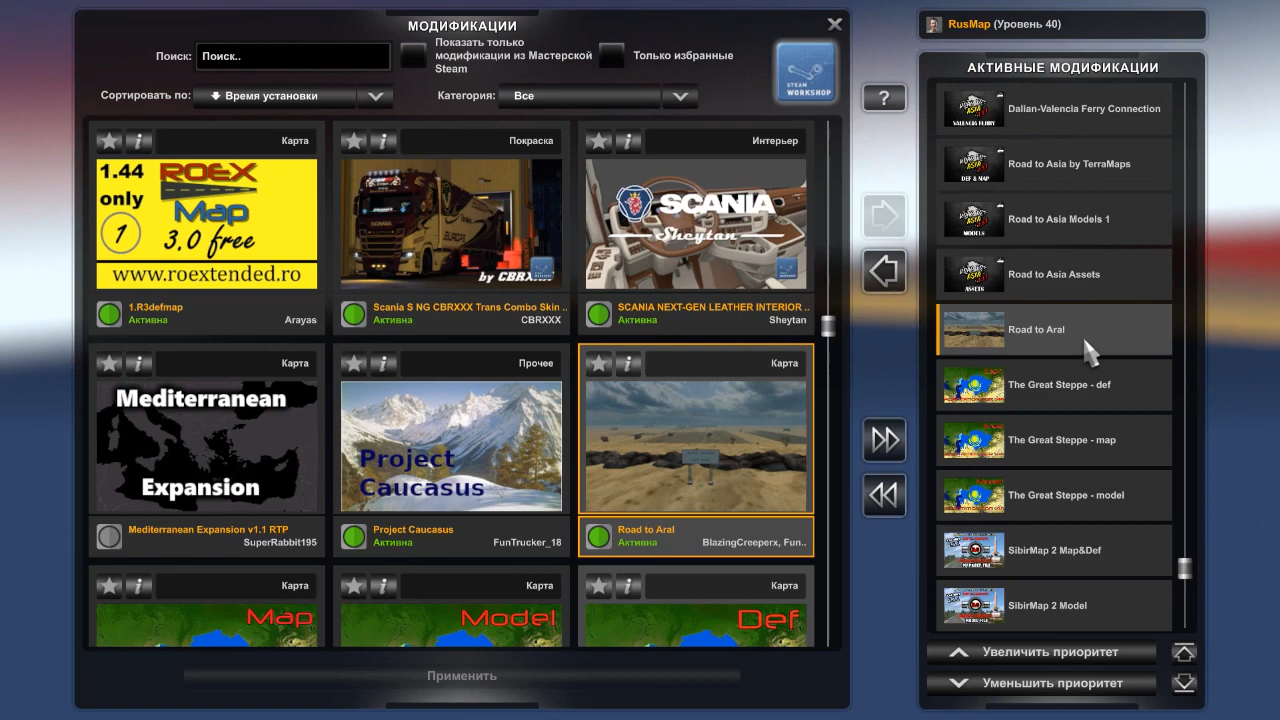 МОДИФИКАЦИИ
Поиск:
Поиск..
Показать только
модификации из Мастерской
Steam
Только избранные
STEAM
WORKSHOP
Сортировать по:
Время установки
Категория:
Все
Карта
Покраска
Интерьер
1.44
only
1
ROEX
Map
3.0 free
www.roextended.ro
SCANIA
by CBRX
SCANIA
Sheytan
1.R3defmap
Активна
Arayas
Scania S NG CBRXXX Trans Combo Skin ..
Активна
CBRXXX
SCANIA NEXT-GEN LEATHER INTERIOR ..
Активна
Sheytan
Карта
Прочее
Карта
Mediterranean
Expansion
Project
Caucasus
Mediterranean Expansion v1.1 RTP
SuperRabbit195
Project Caucasus
Активна
FunTrucker_18
Road to Aral
Активна
BlazingCreeperx, Fun..
Карта
Карта
Карта
Map
Model
Def
Применить
?
RusMap (Уровень 40)
АКТИВНЫЕ МОДИФИКАЦИИ
Dalian-Valencia Ferry Connection
Road to Asia by TerraMaps
Road to Asia Models 1
Road to Asia Assets
Road to Aral
The Great Steppe - def
The Great Steppe - map
The Great Steppe - model
SibirMap 2 Map&Def
SibirMap 2 Model
Увеличить приоритет
Уменьшить приоритет